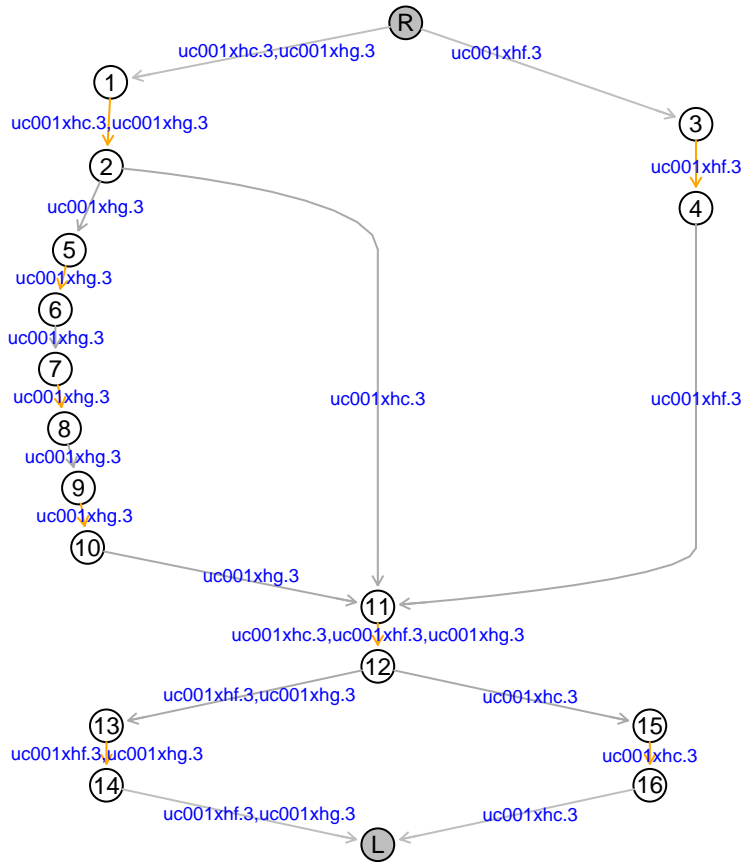 R
uc001xhc.3,uc001xhg.3
uc001xhf.3
1
uc001xhc.3,uc001xhg.3
3
2
uc001xhf.3
uc001xhg.3
4
5
uc001xhg.3
6
uc001xhg.3
7
uc001xhg.3
uc001xhc.3
uc001xhf.3
8
uc001xhg.3
9
uc001xhg.3
10
uc001xhg.3
11
uc001xhc.3,uc001xhf.3,uc001xhg.3
12
uc001xhf.3,uc001xhg.3
uc001xhc.3
13
15
uc001xhf.3,uc001xhg.3
uc001xhc.3
14
16
uc001xhf.3,uc001xhg.3
uc001xhc.3
L